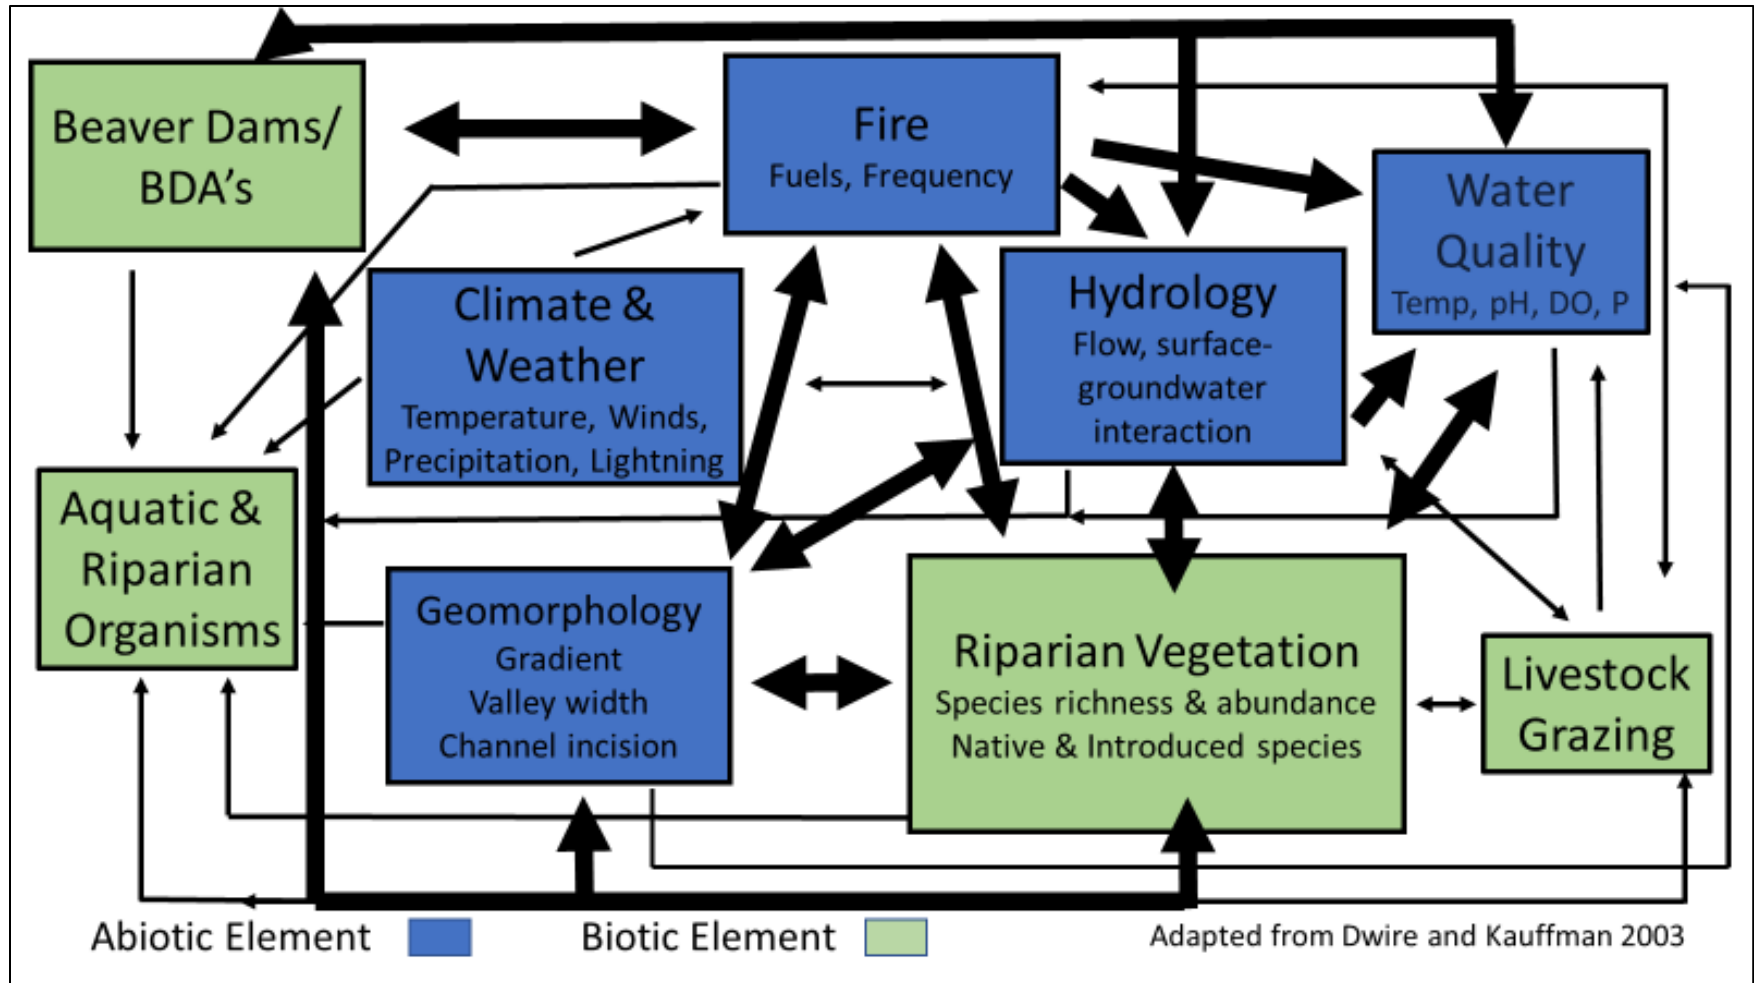 Beaver Dams/
BDA's
Fire
Fuels, Frequency
Water
Quality
Temp, pH, DO, P
Climate &
Weather
Temperature, Winds,
Precipitation, Lightning
Hydrology
Flow, surface-
groundwater
interaction
Aquatic &
Riparian
Organisms
Geomorphology
Gradient
Valley width
Channel incision
Riparian Vegetation
Species richness & abundance
Native & Introduced species
Livestock
Grazing
Abiotic Element
Biotic Element
Adapted from Dwire and Kauffman 2003